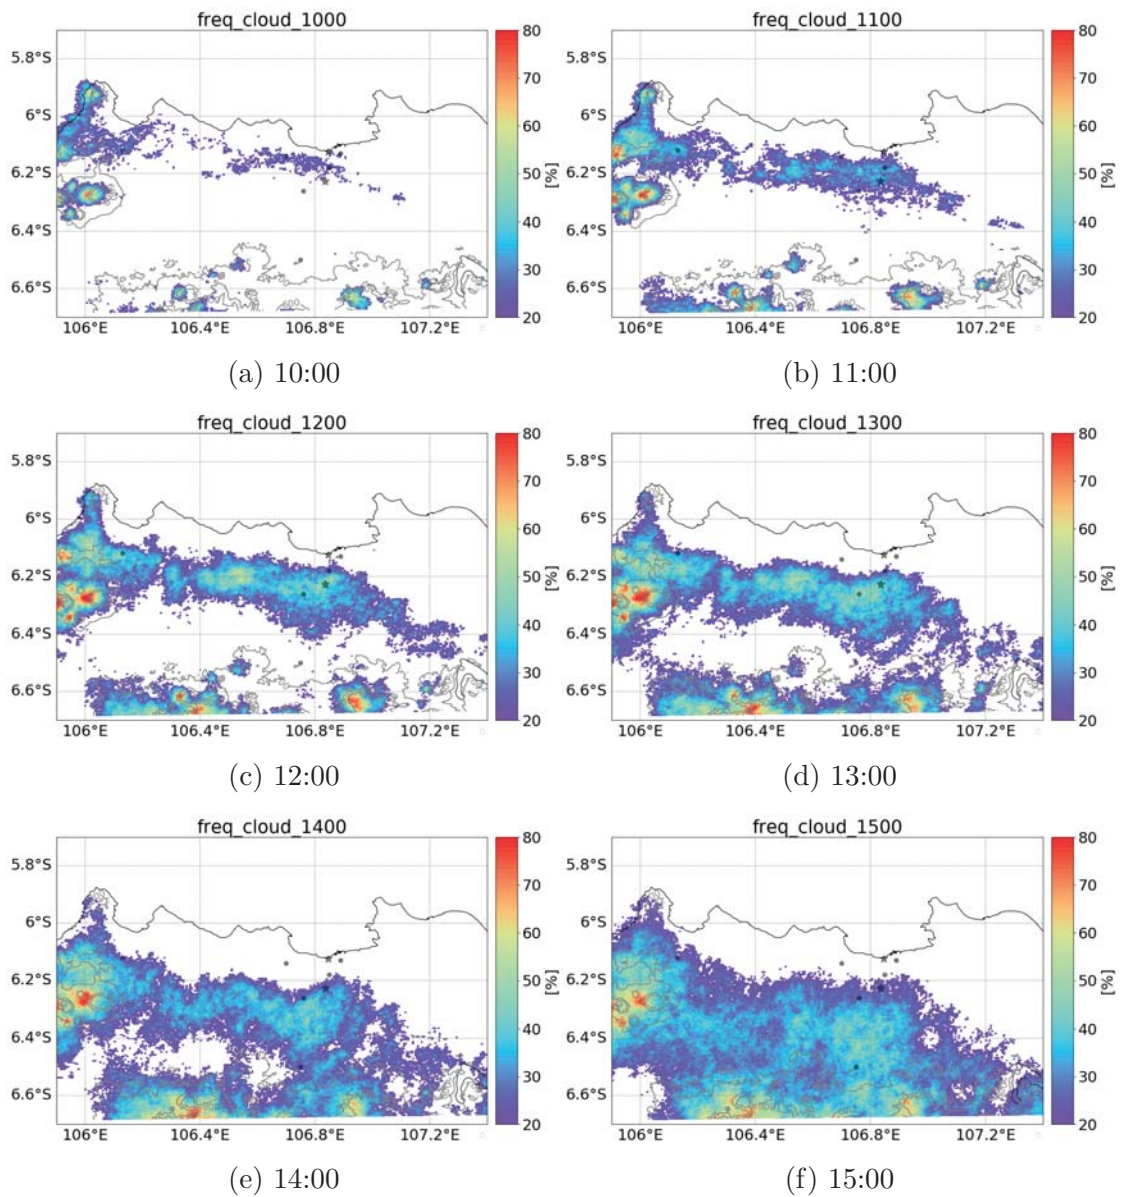 freq_cloud_1000
5.8°S
6°S
6.2°S
6.4°S
6.6°S
106°E
106.4°E
106.8°E
107.2°E
80
70
60
50
40
30
20
[%]
(a) 10:00
freq_cloud_1100
5.8°S
6°S
6.2°S
6.4°S
6.6°S
106°E
106.4°E
106.8°E
107.2°E
80
70
60
50
40
30
20
[%]
(b) 11:00
freq_cloud_1200
5.8°S
6°S
6.2°S
6.4°S
6.6°S
106°E
106.4°E
106.8°E
107.2°E
80
70
60
50
40
30
20
[%]
(c) 12:00
freq_cloud_1300
5.8°S
6°S
6.2°S
6.4°S
6.6°S
106°E
106.4°E
106.8°E
107.2°E
80
70
60
50
40
30
20
[%]
(d) 13:00
freq_cloud_1400
5.8°S
6°S
6.2°S
6.4°S
6.6°S
106°E
106.4°E
106.8°E
107.2°E
80
70
60
50
40
30
20
[%]
(e) 14:00
freq_cloud_1500
5.8°S
6°S
6.2°S
6.4°S
6.6°S
106°E
106.4°E
106.8°E
107.2°E
80
70
60
50
40
30
20
[%]
(f) 15:00